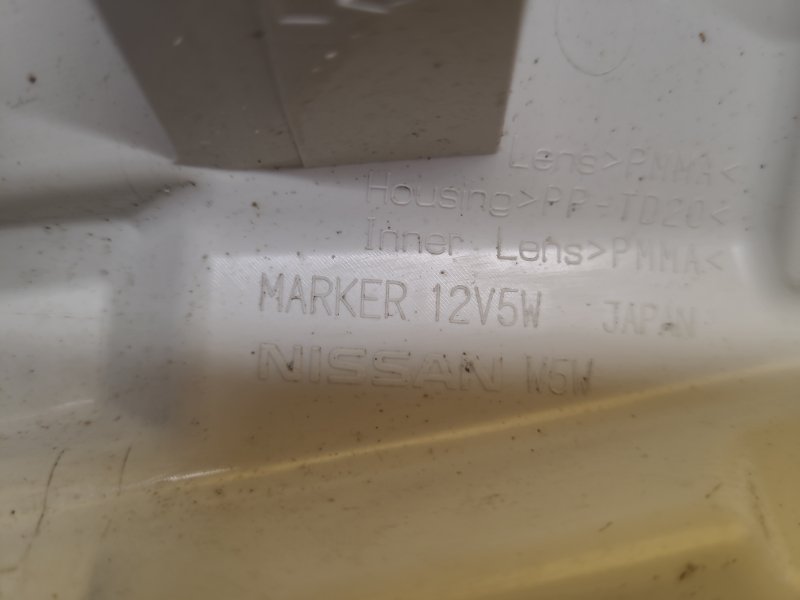 Lens>PMMA<
Housing>PP-TD20<
Inner Lens>PMMA<
MARKER 12V5W JAPAN
NISSAN W5W